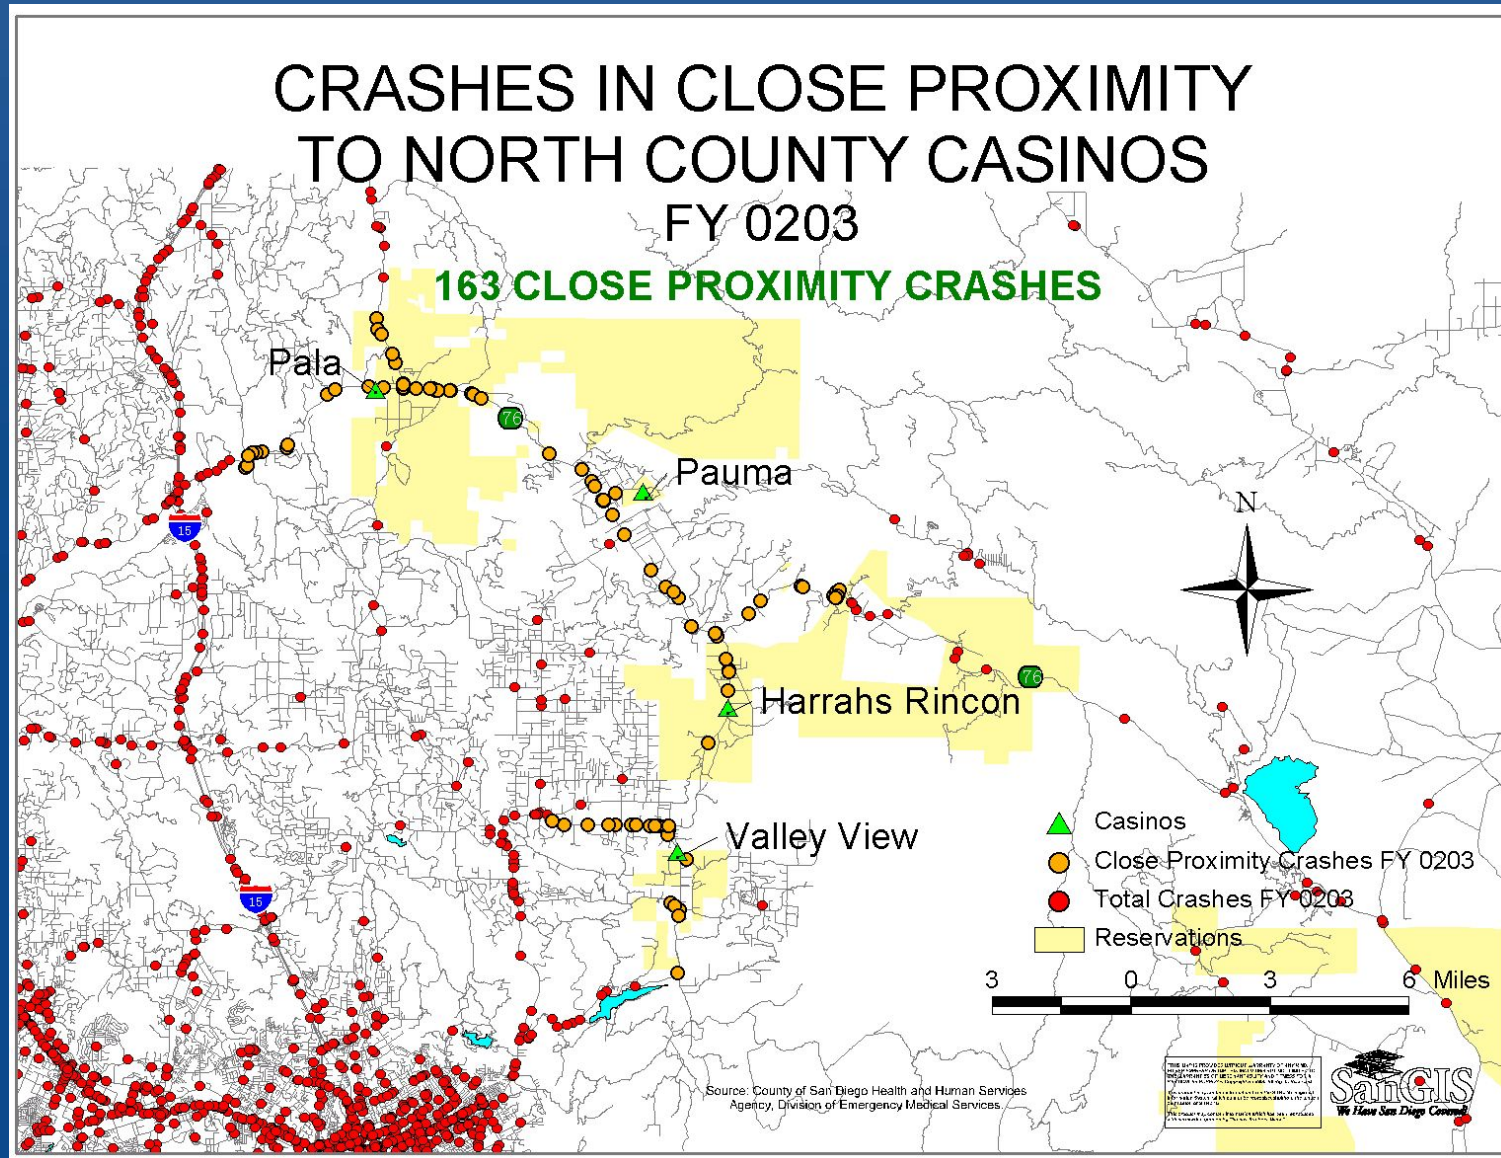 CRASHES IN CLOSE PROXIMITY
TO NORTH COUNTY CASINOS
FY 0203
163 CLOSE PROXIMITY CRASHES
Pala
76
Pauma
15
N
76
Harrahs Rincon
Valley View
15
Casinos
Close Proximity Crashes FY 0203
Total Crashes FY 0203
Reservations
3 0 3 6 Miles
Source: County of San Diego Health and Human Services
Agency, Division of Emergency Medical Services
SanGIS
We Have San Diego Covered!